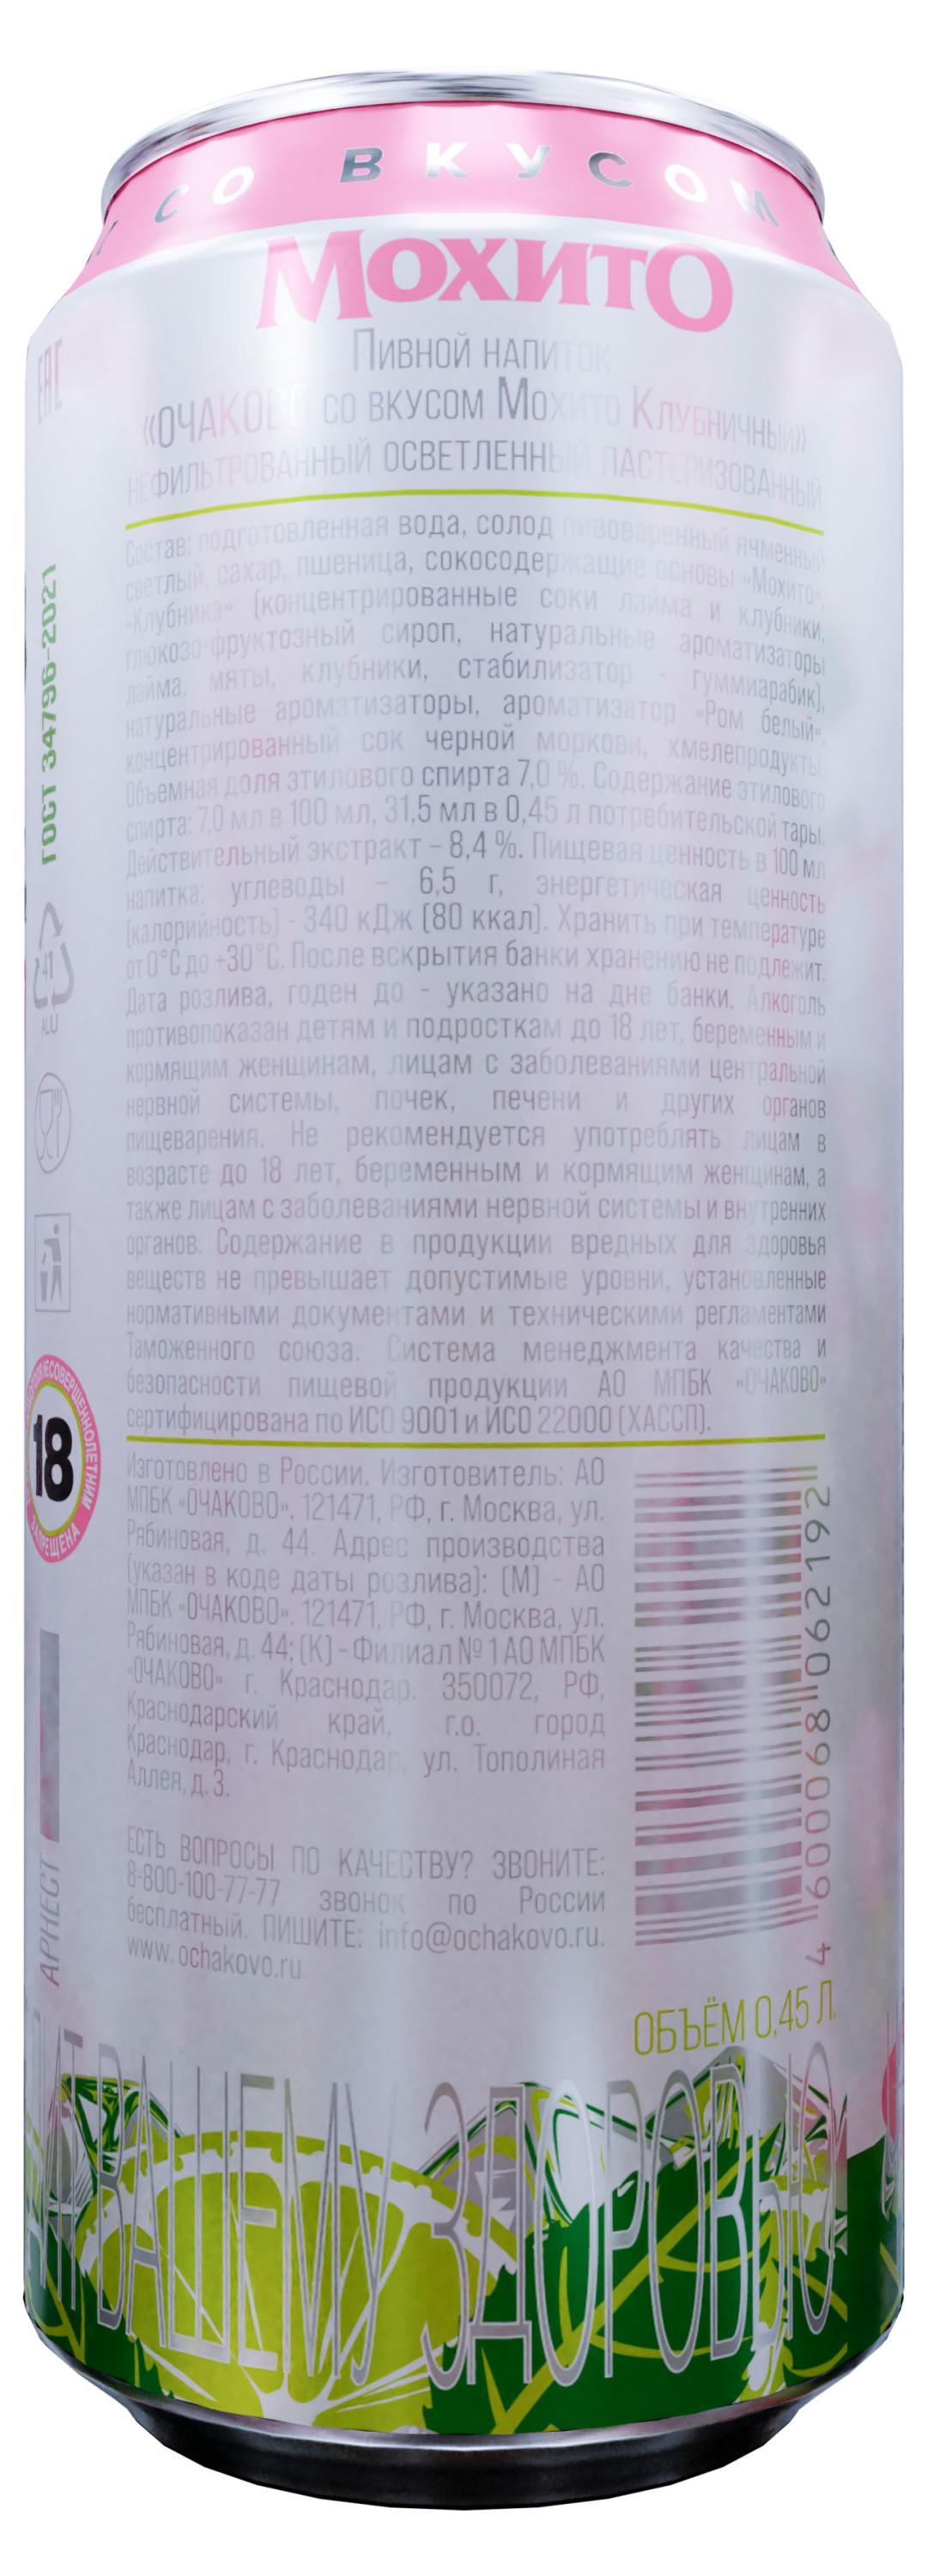 СО ВКУСОМ
МОХИТО
ПИВНОЙ НАПИТОК
«ОЧАКОВО СО ВКУСОМ МОХИТО КЛУБНИЧНЫЙ»
НЕФИЛЬТРОВАННЫЙ ОСВЕТЛЕННЫЙ ПАСТЕРИЗОВАННЫЙ
Состав: подготовленная вода, солод пивоваренный ячменный
светлый, сахар, пшеница, сокосодержащие основы «Мохито»,
«Клубника» (концентрированные соки лайма и клубники,
глюкозо-фруктозный сироп, натуральные ароматизаторы
лайма, мяты, клубники, стабилизатор - гуммиарабик),
натуральные ароматизаторы, ароматизатор «Ром белый»,
концентрированный сок черной моркови, хмелепродукты.
Объемная доля этилового спирта 7,0 %. Содержание этилового
спирта: 7,0 мл в 100 мл, 31,5 мл в 0,45 л потребительской тары.
Действительный экстракт – 8,4 %. Пищевая ценность в 100 мл
напитка: углеводы – 6,5 г, энергетическая ценность
(калорийность) - 340 кДж (80 ккал). Хранить при температуре
от 0°С до +30°С. После вскрытия банки хранению не подлежит.
Дата розлива, годен до - указано на дне банки. Алкоголь
противопоказан детям и подросткам до 18 лет, беременным и
кормящим женщинам, лицам с заболеваниями центральной
нервной системы, почек, печени и других органов
пищеварения. Не рекомендуется употреблять лицам в
возрасте до 18 лет, беременным и кормящим женщинам, а
также лицам с заболеваниями нервной системы и внутренних
органов. Содержание в продукции вредных для здоровья
веществ не превышает допустимые уровни, установленные
нормативными документами и техническими регламентами
Таможенного союза. Система менеджмента качества и
безопасности пищевой продукции АО МПБК «ОЧАКОВО»
сертифицирована по ИСО 9001 и ИСО 22000 (ХАССП).
Изготовлено в России. Изготовитель: АО
МПБК «ОЧАКОВО». 121471, РФ, г. Москва, ул.
Рябиновая, д. 44. Адрес производства
(указан в коде даты розлива): (М) - АО
МПБК «ОЧАКОВО». 121471, РФ, г. Москва, ул.
Рябиновая, д. 44; (К) - Филиал № 1 АО МПБК
«ОЧАКОВО» г. Краснодар. 350072, РФ,
Краснодарский край, г.о. город
Краснодар, г. Краснодар, ул. Тополиная
Аллея, д. 3.
ЕСТЬ ВОПРОСЫ ПО КАЧЕСТВУ? ЗВОНИТЕ:
8-800-100-77-77 звонок по России
бесплатный. ПИШИТЕ: info@ochakovo.ru.
www.ochakovo.ru
4 600068 062192
ОБЪЁМ 0,45 Л.
ЕАС
ГОСТ 34796-2021
41
ALU
НЕСОВЕРШЕННОЛЕТНИМ
18
ЗАПРЕЩЕНА
АРНЕСТ
ВАШЕМУ ЗДОРОВЬЮ